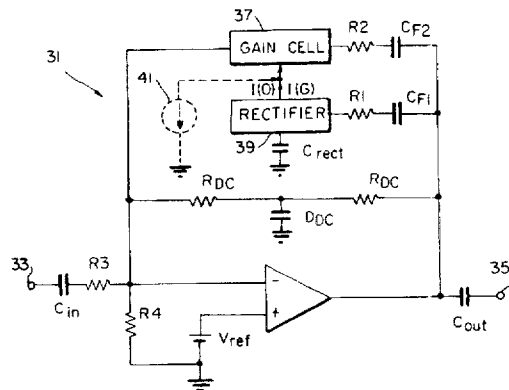 37
R2
CF2
GAIN CELL
31
41
I(O)
I(G)
R1
CF1
RECTIFIER
39
Crect
RDC
RDC
DDC
33
R3
35
Cin
R4
Vref
-
+
Cout